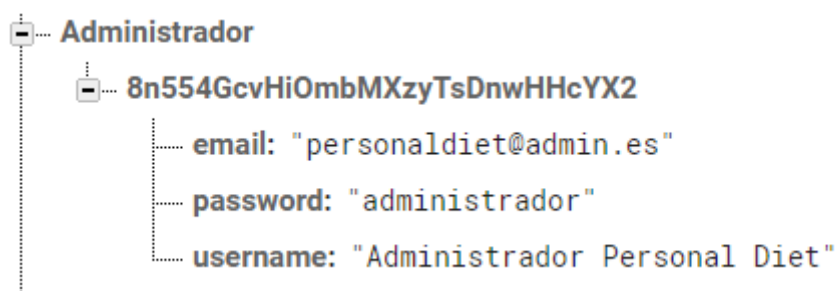 Administrador
8n554GcvHiOmbMXzyTsDnwHHcYX2
email: "personaldiet@admin.es"
password: "administrador"
username: "Administrador Personal Diet"